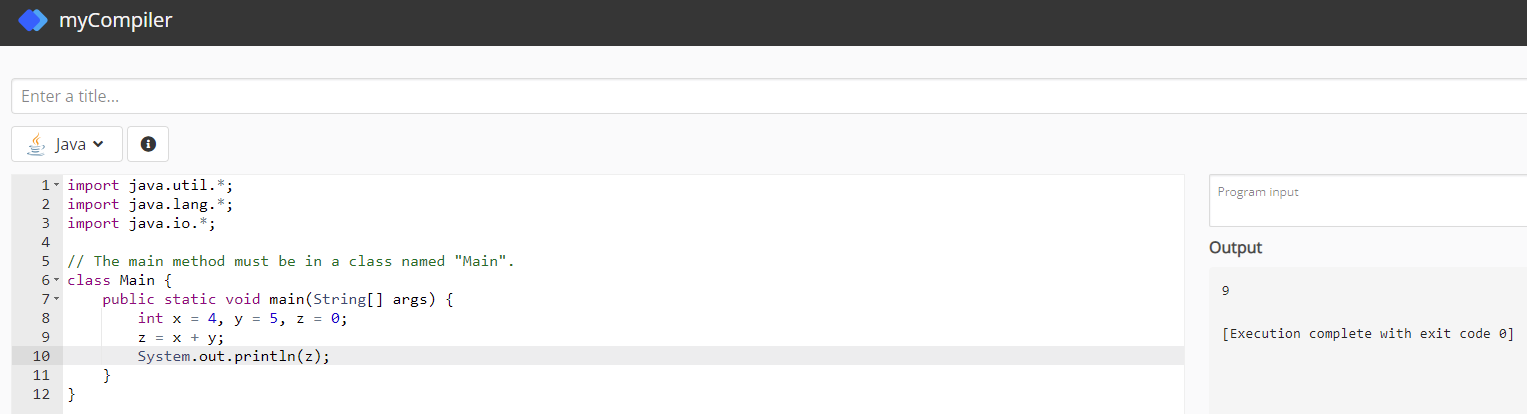 myCompiler
Enter a title...
Java
1 import java.util.*;
2 import java.lang.*;
3 import java.io.*;
4
5 // The main method must be in a class named "Main".
6 class Main {
7     public static void main(String[] args) {
8         int x = 4, y = 5, z = 0;
9         z = x + y;
10         System.out.println(z);
11     }
12 }
Program input
Output
9
[Execution complete with exit code 0]